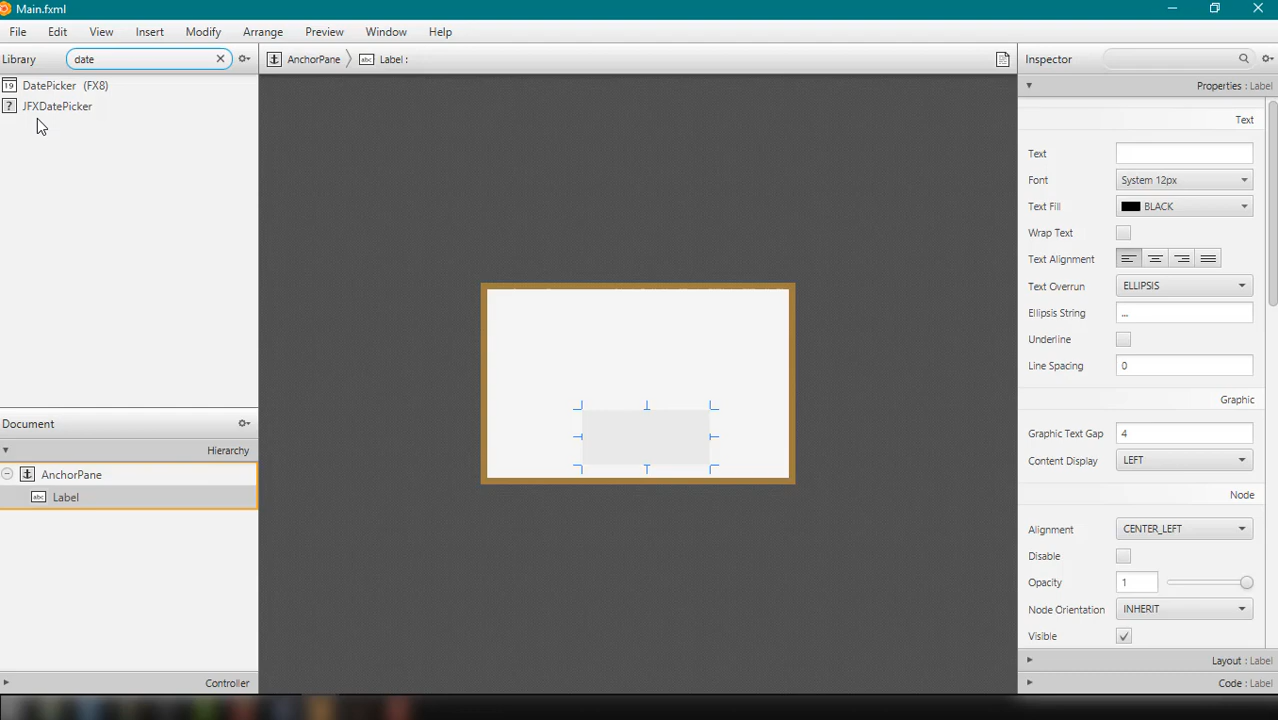 Main.fxml
File Edit View Insert Modify Arrange Preview Window Help
Library date
AnchorPane Label :
Inspector
19 DatePicker (FX8)
? JFXDatePicker
Properties : Label
Text
Text
Font System 12px
Text Fill BLACK
Wrap Text
Text Alignment
Text Overrun ELLIPSIS
Ellipsis String ...
Underline
Line Spacing 0
Graphic
Graphic Text Gap 4
Content Display LEFT
Node
Alignment CENTER_LEFT
Disable
Opacity 1
Node Orientation INHERIT
Visible
Layout : Label
Code : Label
Document
Hierarchy
AnchorPane
abc Label
Controller